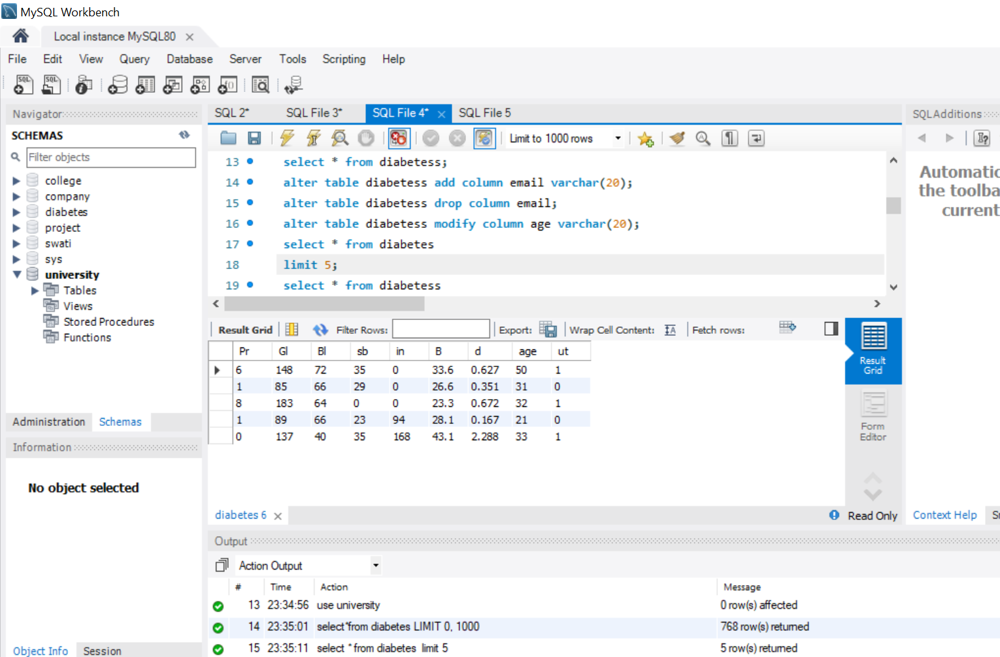 MySQL Workbench
Local instance MySQL80
File Edit View Query Database Server Tools Scripting Help
Navigator
SCHEMAS
Filter objects
college
company
diabetes
project
swati
sys
university
Tables
Views
Stored Procedures
Functions
Administration Schemas
Information
No object selected
Object Info Session
SQL 2* SQL File 3* SQL File 4* SQL File 5
Limit to 1000 rows
13 select * from diabetess;
14 alter table diabetess add column email varchar(20);
15 alter table diabetess drop column email;
16 alter table diabetess modify column age varchar(20);
17 select * from diabetes
18 limit 5;
19 select * from diabetess
Result Grid Filter Rows: Export: Wrap Cell Content: Fetch rows:
Pr Gl Bl sb in B d age ut
6 148 72 35 0 33.6 0.627 50 1
1 85 66 29 0 26.6 0.351 31 0
8 183 64 0 0 23.3 0.672 32 1
1 89 66 23 94 28.1 0.167 21 0
0 137 40 35 168 43.1 2.288 33 1
Result
Grid
Form
Editor
diabetes 6 Read Only
Output
Action Output
# Time Action Message
13 23:34:56 use university 0 row(s) affected
14 23:35:01 select*from diabetes LIMIT 0, 1000 768 row(s) returned
15 23:35:11 select * from diabetes limit 5 5 row(s) returned
SQLAdditions
Automatic
the toolba
current
Context Help Sn